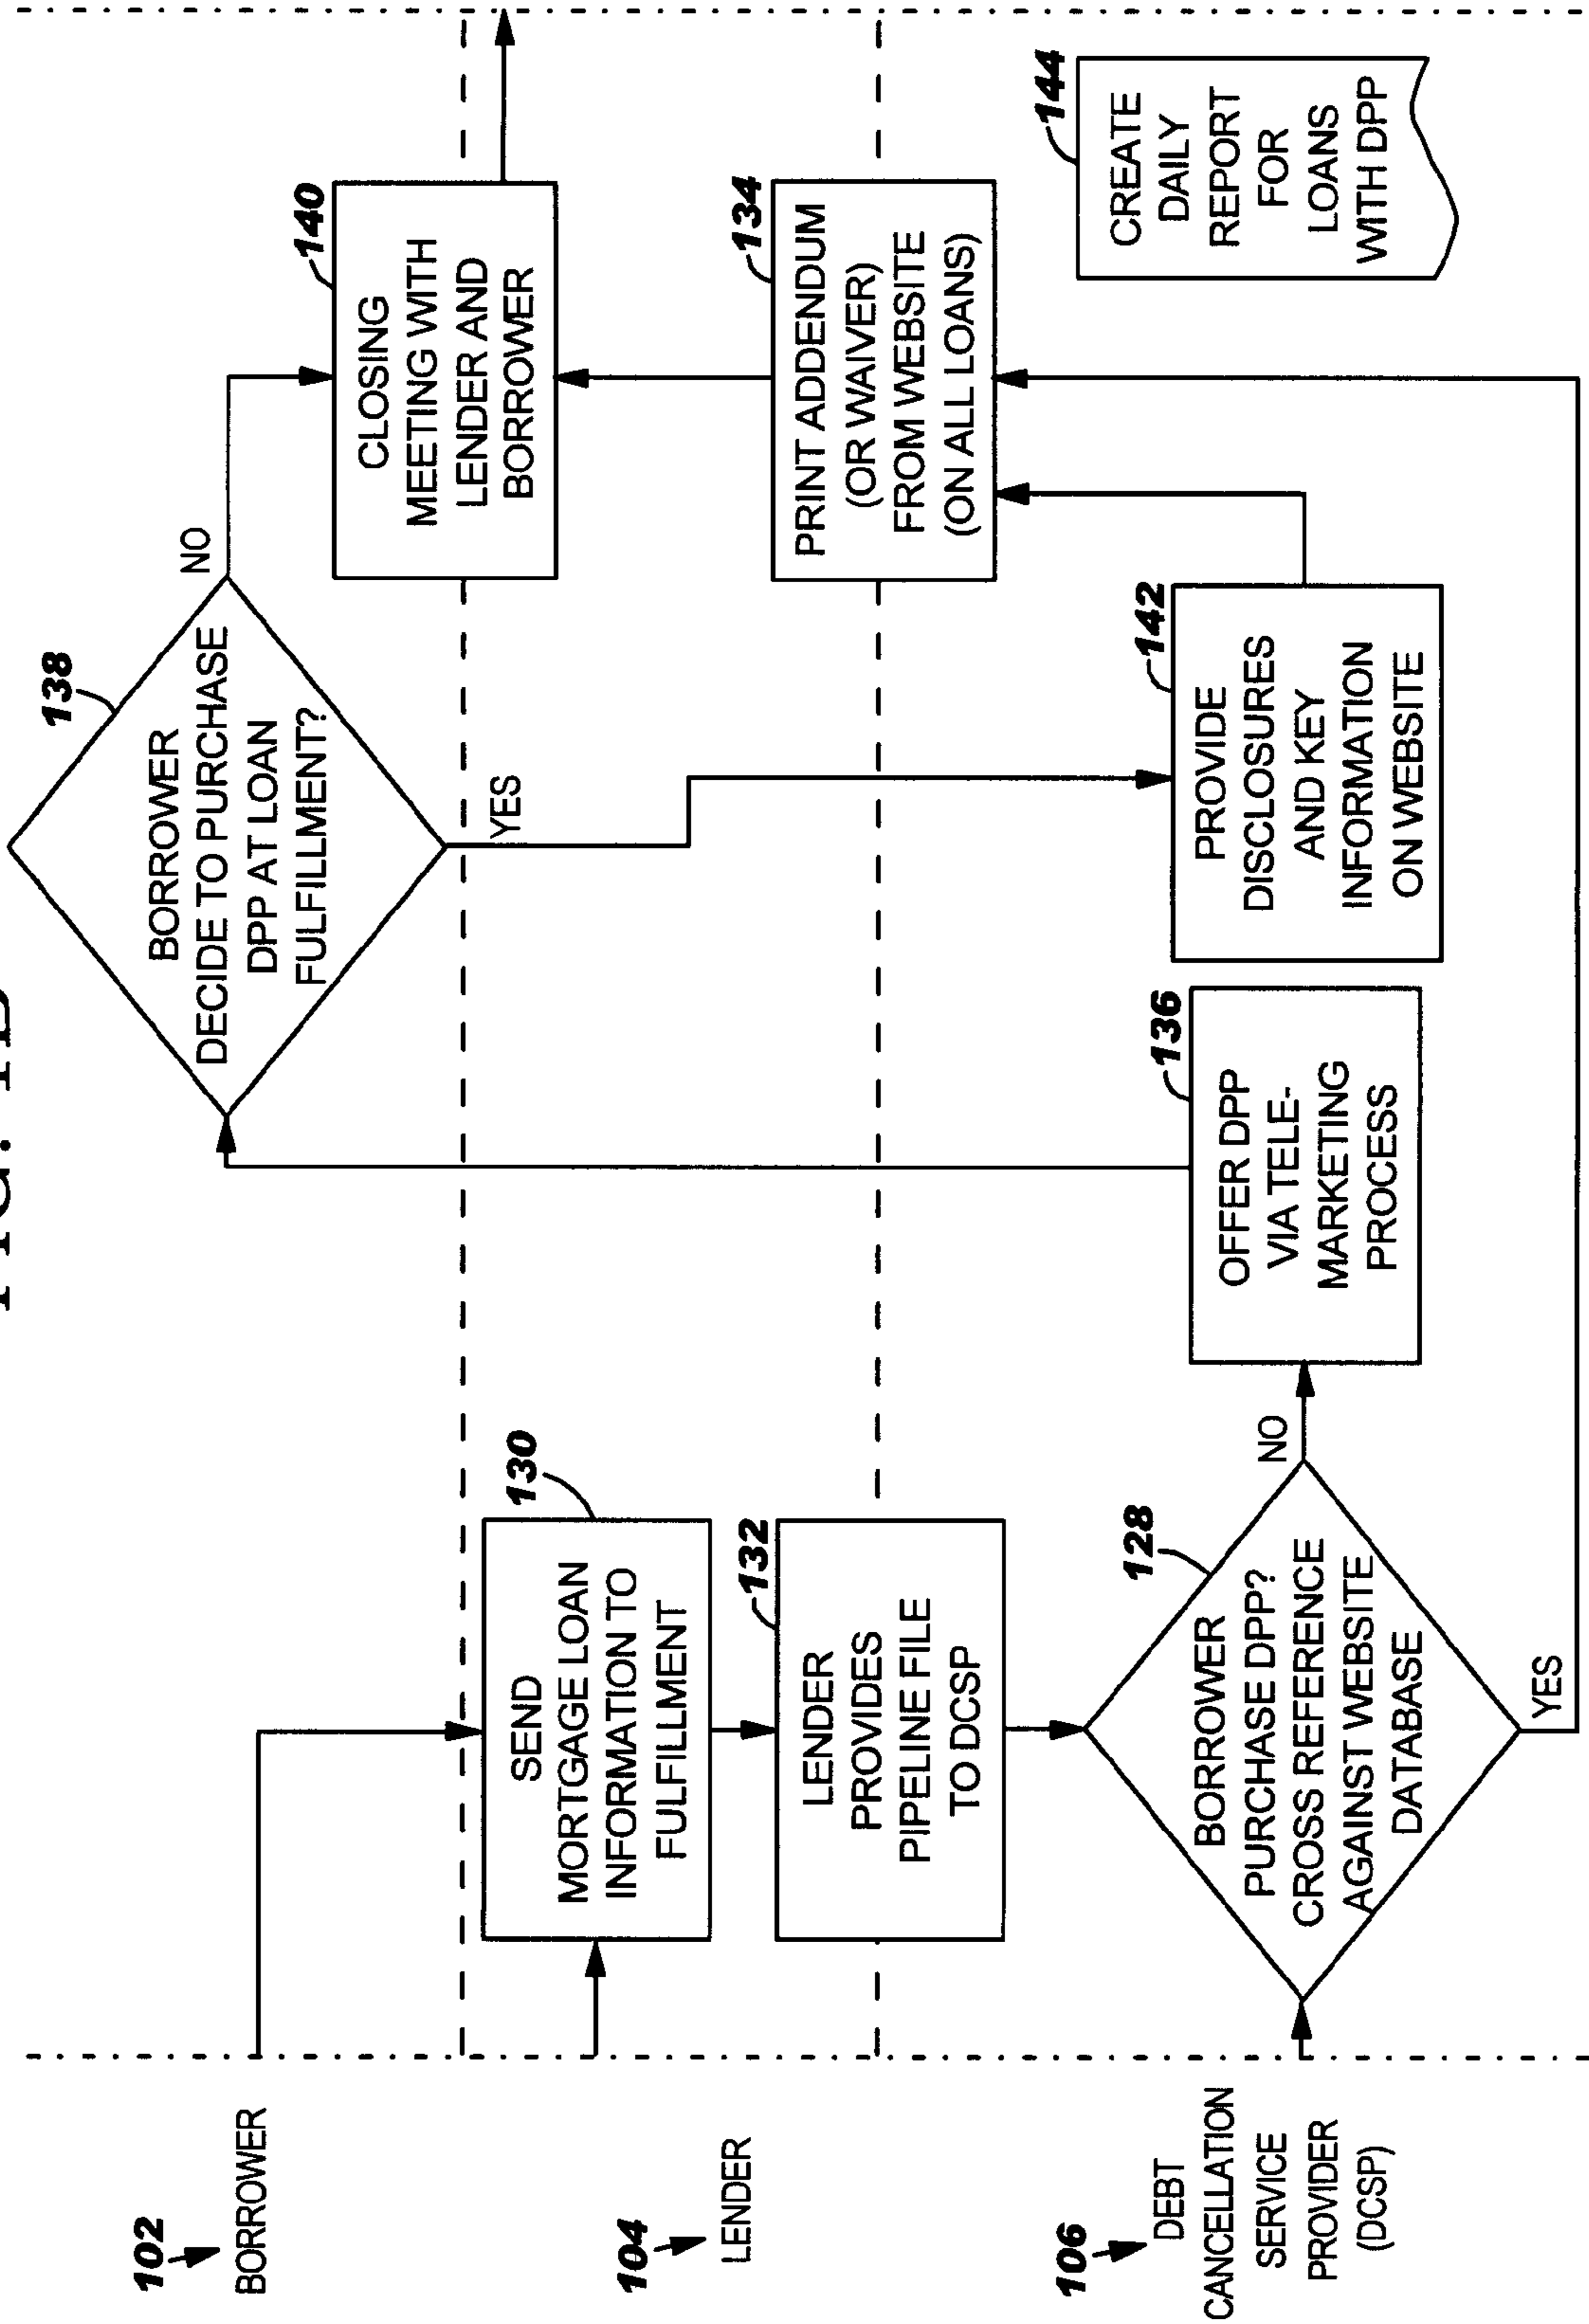 FIG.
102
BORROWER
138
BORROWER
DECIDE TO PURCHASE
DPP AT LOAN
FULFILLMENT?
NO
YES
104
LENDER
130
SEND
MORTGAGE LOAN
INFORMATION TO
FULFILLMENT
140
CLOSING
MEETING WITH
LENDER AND
BORROWER
132
LENDER
PROVIDES
PIPELINE FILE
TO DCSP
134
PRINT ADDENDUM
(OR WAIVER)
FROM WEBSITE
(ON ALL LOANS)
106
DEBT
CANCELLATION
SERVICE
PROVIDER
(DCSP)
128
BORROWER
PURCHASE DPP?
CROSS REFERENCE
AGAINST WEBSITE
DATABASE
NO
YES
136
OFFER DPP
VIA TELE-
MARKETING
PROCESS
142
PROVIDE
DISCLOSURES
AND KEY
INFORMATION
ON WEBSITE
144
CREATE
DAILY
REPORT
FOR
LOANS
WITH DPP